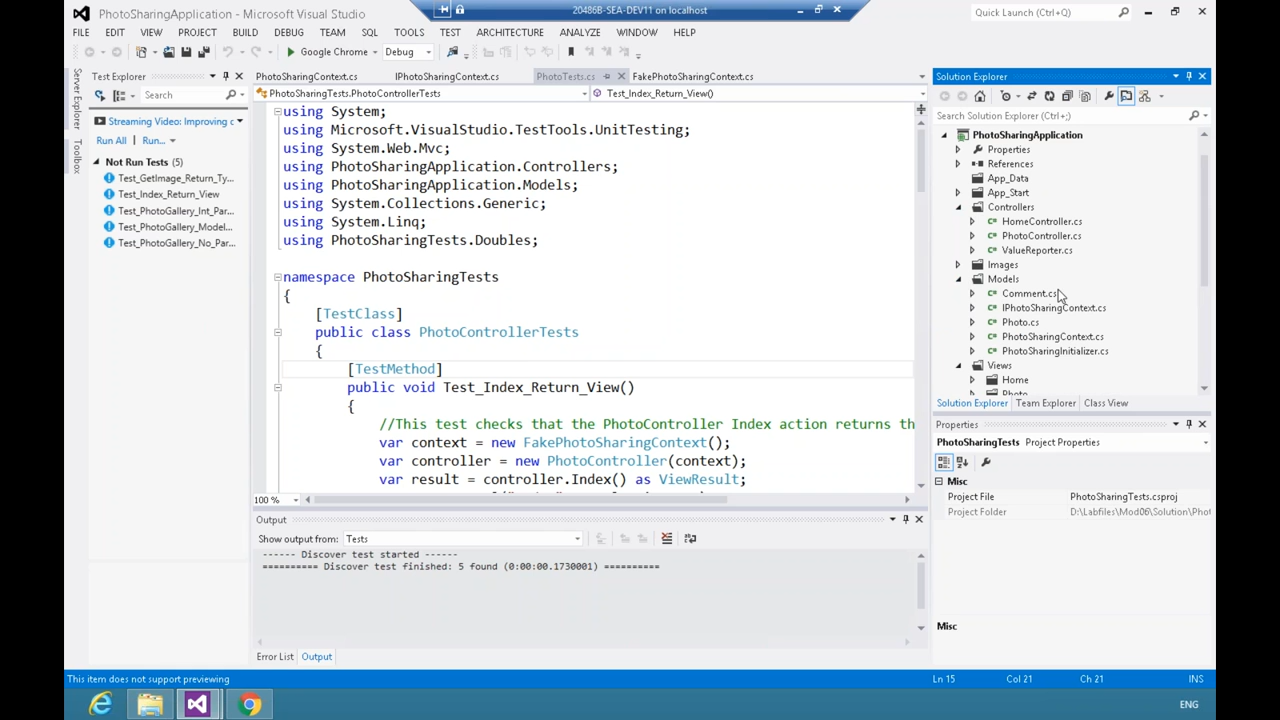 PhotoSharingApplication - Microsoft Visual Studio
20486B-SEA-DEV11 on localhost
Quick Launch (Ctrl+Q)
FILE EDIT VIEW PROJECT BUILD DEBUG TEAM SQL TOOLS TEST ARCHITECTURE ANALYZE WINDOW HELP
Google Chrome Debug
Server Explorer
Toolbox
Test Explorer
Search
Streaming Video: Improving c
Run All Run...
Not Run Tests (5)
Test_GetImage_Return_Ty...
Test_Index_Return_View
Test_PhotoGallery_Int_Par...
Test_PhotoGallery_Model...
Test_PhotoGallery_No_Par...
PhotoSharingContext.cs IPhotoSharingContext.cs PhotoTests.cs FakePhotoSharingContext.cs
PhotoSharingTests.PhotoControllerTests Test_Index_Return_View()
using System;
using Microsoft.VisualStudio.TestTools.UnitTesting;
using System.Web.Mvc;
using PhotoSharingApplication.Controllers;
using PhotoSharingApplication.Models;
using System.Collections.Generic;
using System.Linq;
using PhotoSharingTests.Doubles;
namespace PhotoSharingTests
{
[TestClass]
public class PhotoControllerTests
{
[TestMethod]
public void Test_Index_Return_View()
{
//This test checks that the PhotoController Index action returns th
var context = new FakePhotoSharingContext();
var controller = new PhotoController(context);
var result = controller.Index() as ViewResult;
100 %
Output
Show output from: Tests
------ Discover test started ------
========== Discover test finished: 5 found (0:00:00.1730001) ==========
Error List Output
Solution Explorer
Search Solution Explorer (Ctrl+;)
PhotoSharingApplication
Properties
References
App_Data
App_Start
Controllers
HomeController.cs
PhotoController.cs
ValueReporter.cs
Images
Models
Comment.cs
IPhotoSharingContext.cs
Photo.cs
PhotoSharingContext.cs
PhotoSharingInitializer.cs
Views
Home
Photo
Solution Explorer Team Explorer Class View
Properties
PhotoSharingTests Project Properties
Misc
Project File PhotoSharingTests.csproj
Project Folder D:\Labfiles\Mod06\Solution\Phot
Misc
This item does not support previewing
Ln 15 Col 21 Ch 21 INS
ENG